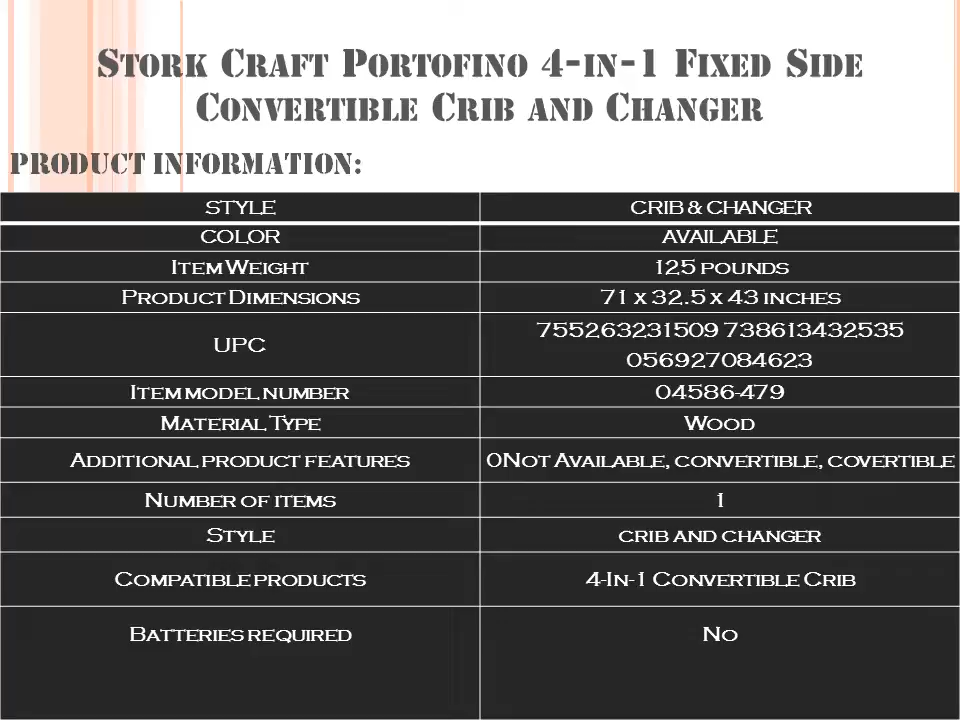 Stork Craft Portofino 4-in-1 Fixed Side
Convertible Crib and Changer
PRODUCT INFORMATION:
STYLE CRIB & CHANGER
COLOR AVAILABLE
Item Weight 125 pounds
Product Dimensions 71 x 32.5 x 43 inches
UPC 755263231509 738613432535
056927084623
Item model number 04586-479
Material Type Wood
Additional product features 0Not Available, convertible, covertible
Number of items 1
Style crib and changer
Compatible products 4-In-1 Convertible Crib
Batteries required No